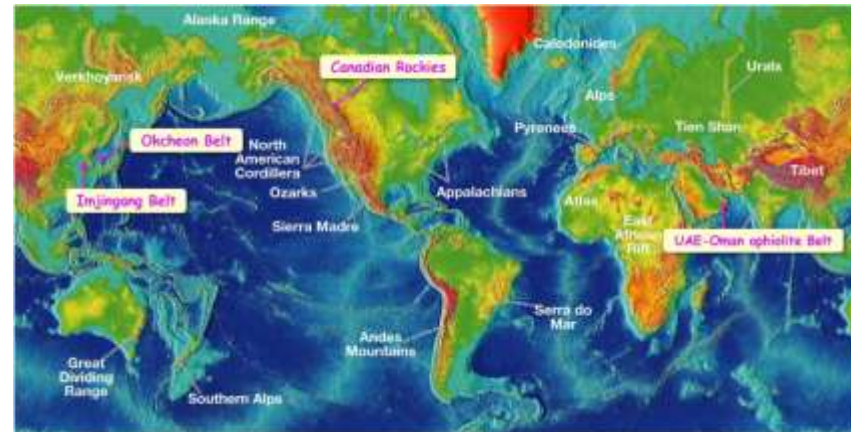 Alaska Range
Caledonides
Canadian Rockies
Urals
Verkhoyansk
Alps
Pyrenees
Tien Shan
Okcheon Belt
North
American
Cordillera
Ozarks
Appalachians
Tibet
Imjingang Belt
Atlas
Sierra Madre
East
African
Rift
UAE-Oman ophiolite Belt
Serra do
Mar
Andes
Mountains
Great
Dividing
Range
Southern Alps